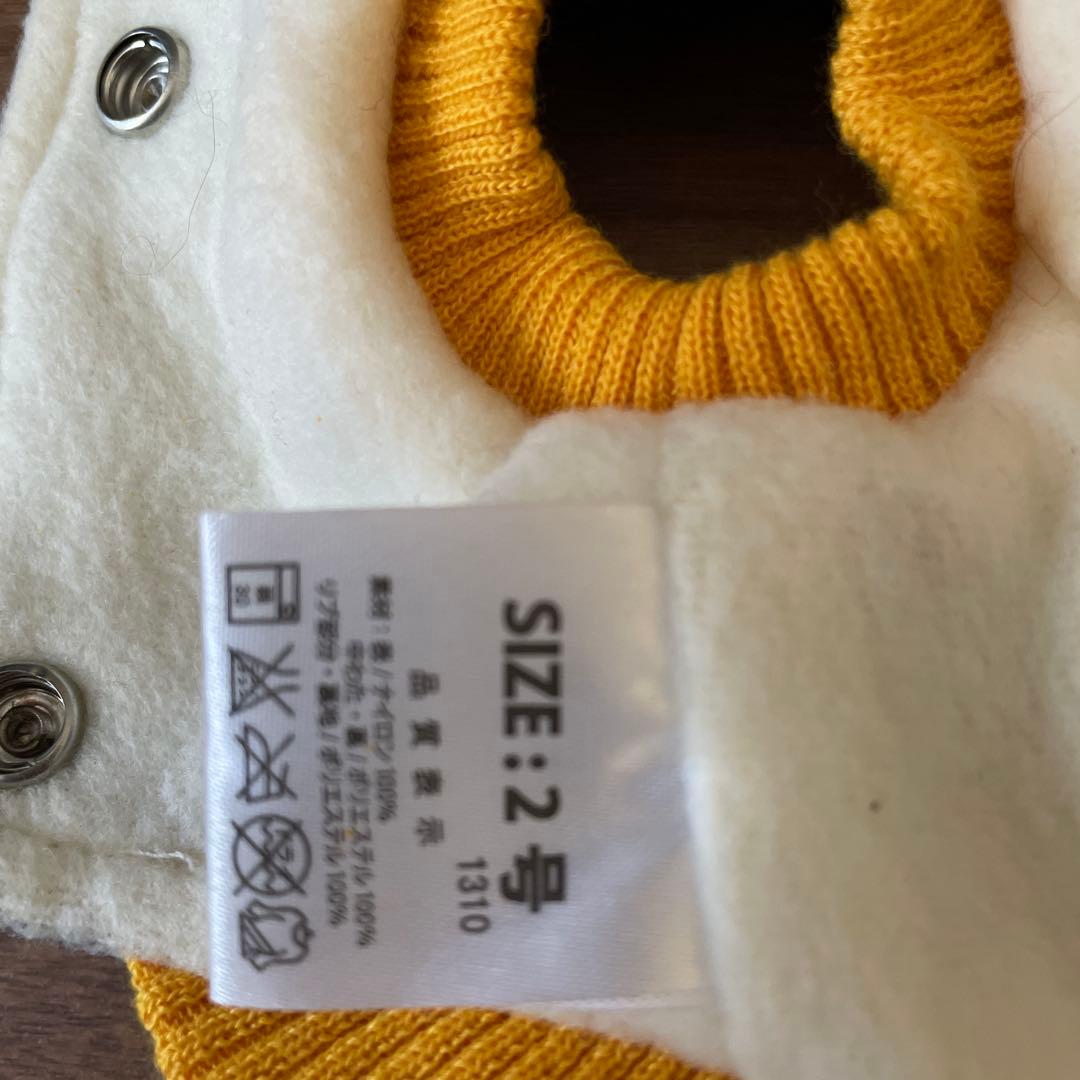 SIZE:2号
1310
品質表示
素材:表/ナイロン100%
中わた・裏/ポリエステル100%
リブ部分・裏地/ポリエステル100%
30